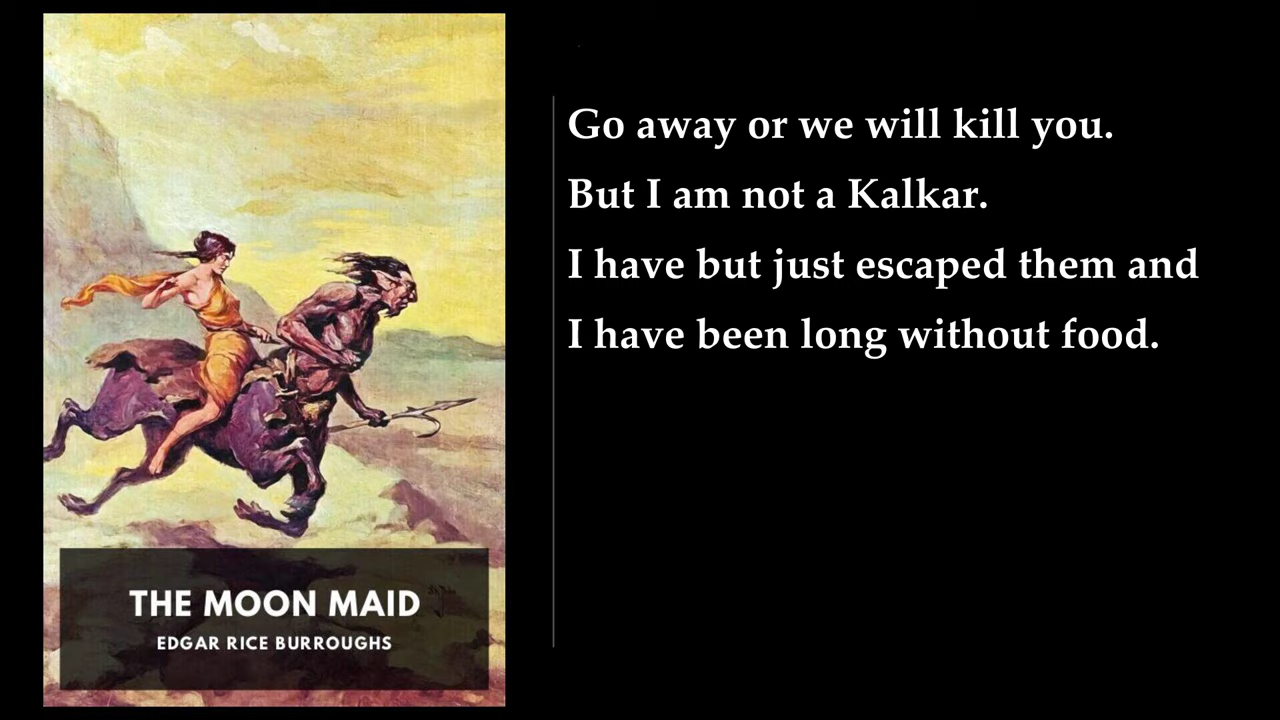 Go away or we will kill you.
But I am not a Kalkar.
I have but just escaped them and
I have been long without food.
THE MOON MAID
EDGAR RICE BURROUGHS